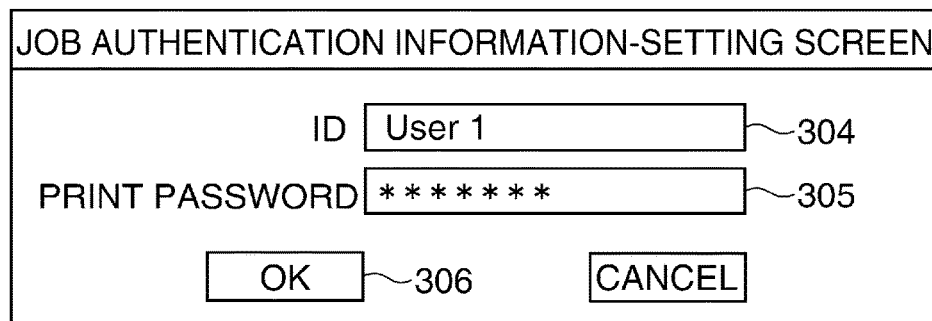 JOB AUTHENTICATION INFORMATION-SETTING SCREEN
ID User 1 304
PRINT PASSWORD ******* 305
OK 306 CANCEL